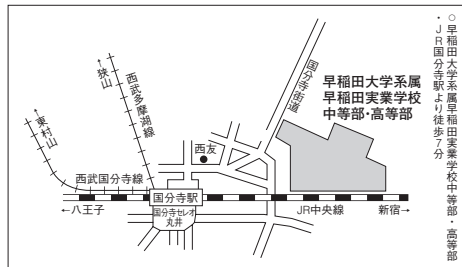 ○早稲田大学系属早稲田実業学校中等部・高等部
・JR国分寺駅より徒歩7分
国分寺街道
早稲田大学系属
早稲田実業学校
中等部・高等部
西武多摩湖線
←狭山
←東村山
西友
西武国分寺線
国分寺駅
国分寺セレオ
丸井
←八王子
JR中央線
新宿→